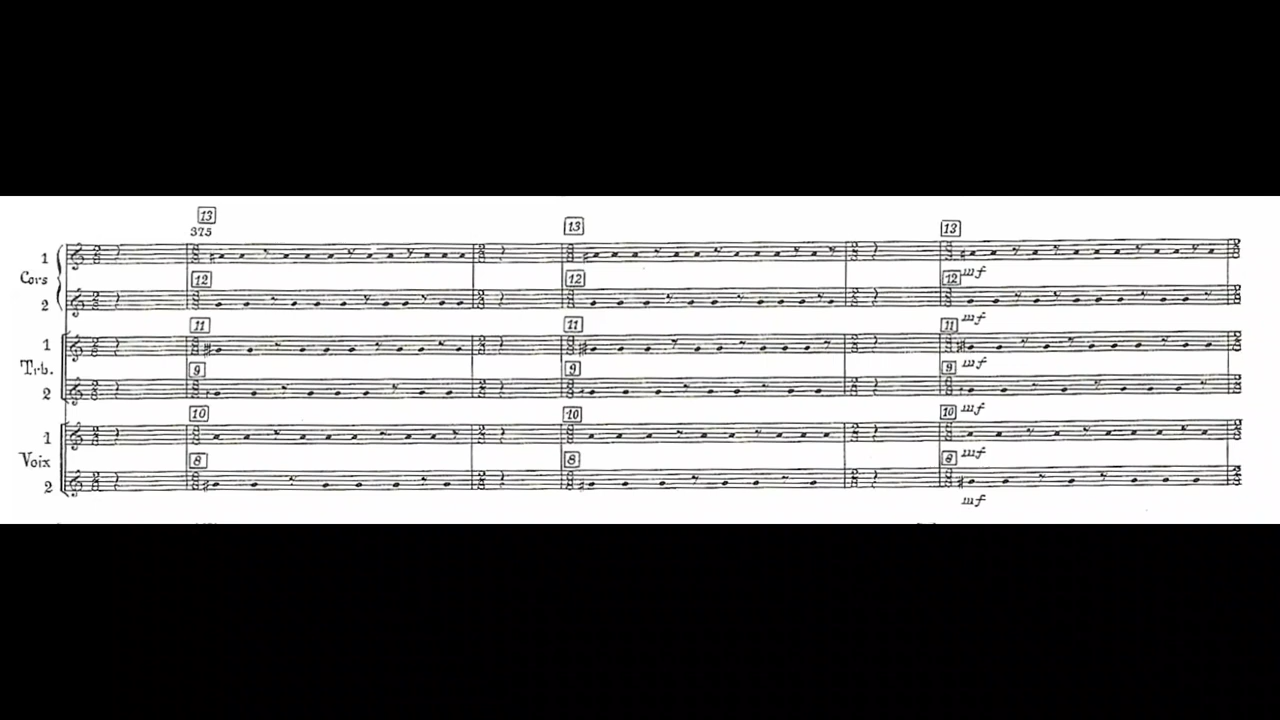 13 13 13
375
1
Cors mf
12 12 12
2
mf
11 11 11
1
Trb. mf
9 9 9
2
mf
10 10 10
1
Voix mf
8 8 8
2
mf